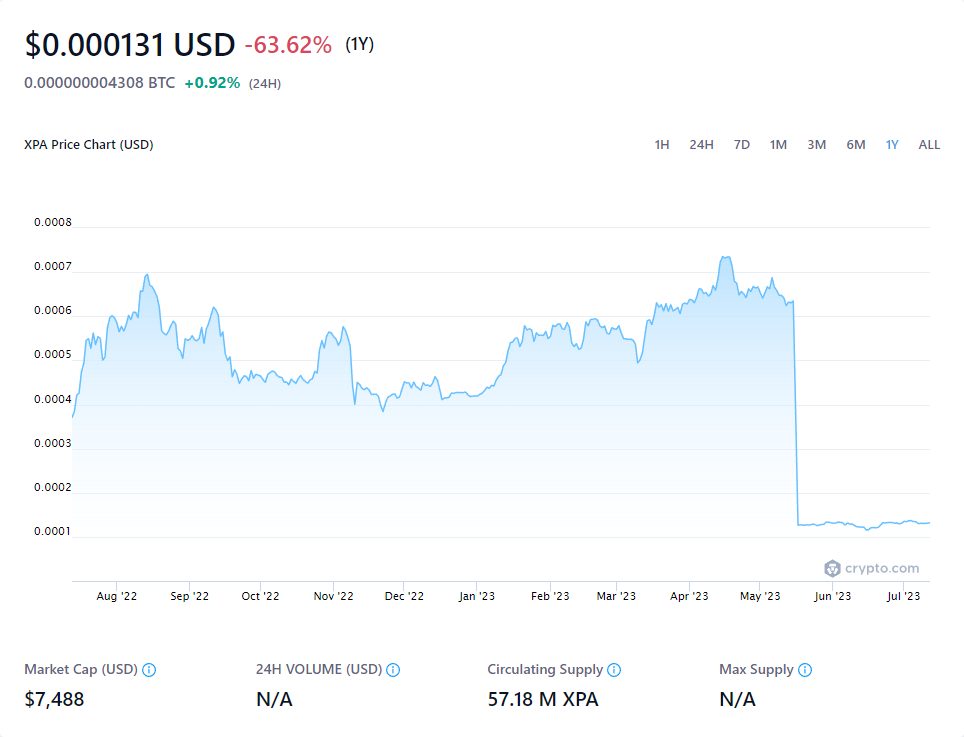 $0.000131 USD -63.62% (1Y)
0.000000004308 BTC +0.92% (24H)
XPA Price Chart (USD) 1H 24H 7D 1M 3M 6M 1Y ALL
0.0008
0.0007
0.0006
0.0005
0.0004
0.0003
0.0002
0.0001
crypto.com
Aug '22 Sep '22 Oct '22 Nov '22 Dec '22 Jan '23 Feb '23 Mar '23 Apr '23 May '23 Jun '23 Jul '23
Market Cap (USD) 24H VOLUME (USD) Circulating Supply Max Supply
$7,488 N/A 57.18 M XPA N/A